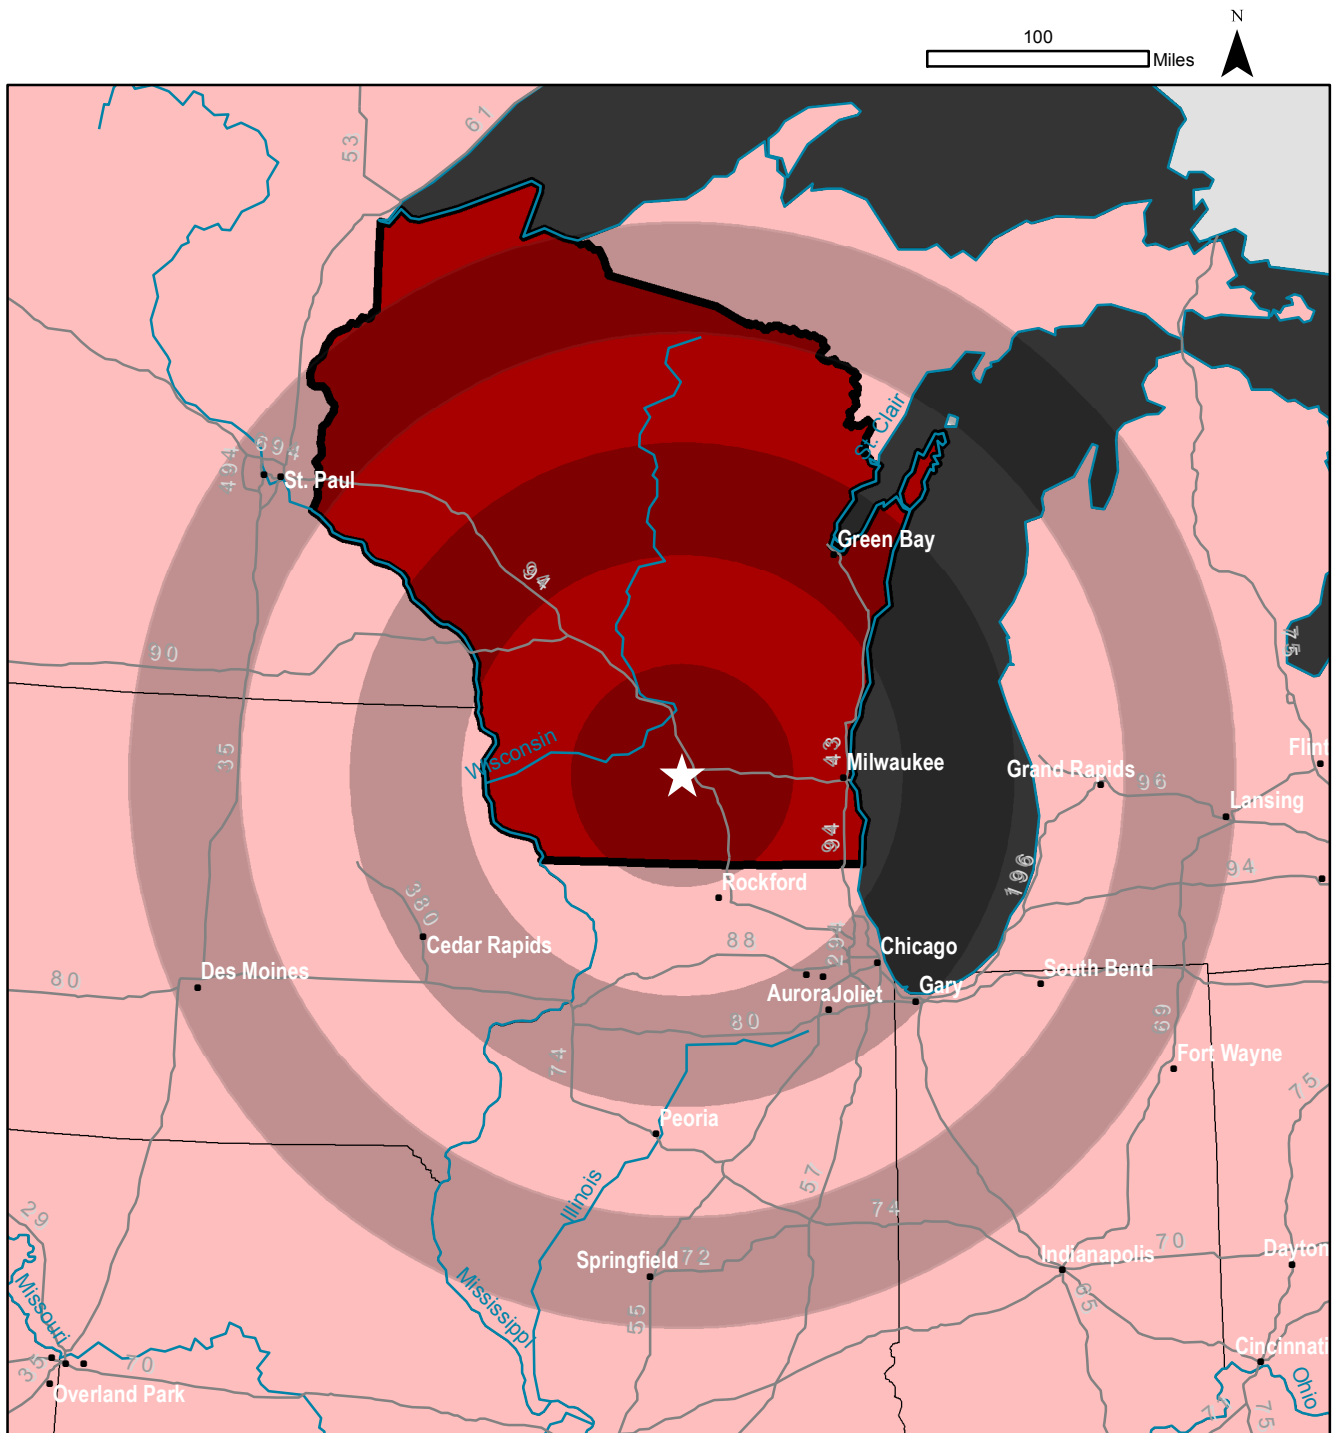 N
100
Miles
61
53
St. Clair
694
494
St. Paul
Green Bay
94
90
35
Wisconsin
43
Milwaukee
Grand Rapids
96
Flint
Lansing
94
Rockford
196
94
380
Cedar Rapids
88
294
Chicago
Des Moines
80
South Bend
Aurora
Joliet
Gary
80
69
74
Fort Wayne
75
Peoria
Illinois
57
74
29
Springfield
72
Indianapolis
70
Dayton
Missouri
Mississippi
55
65
35
70
Cincinnati
Overland Park
Ohio
71
75